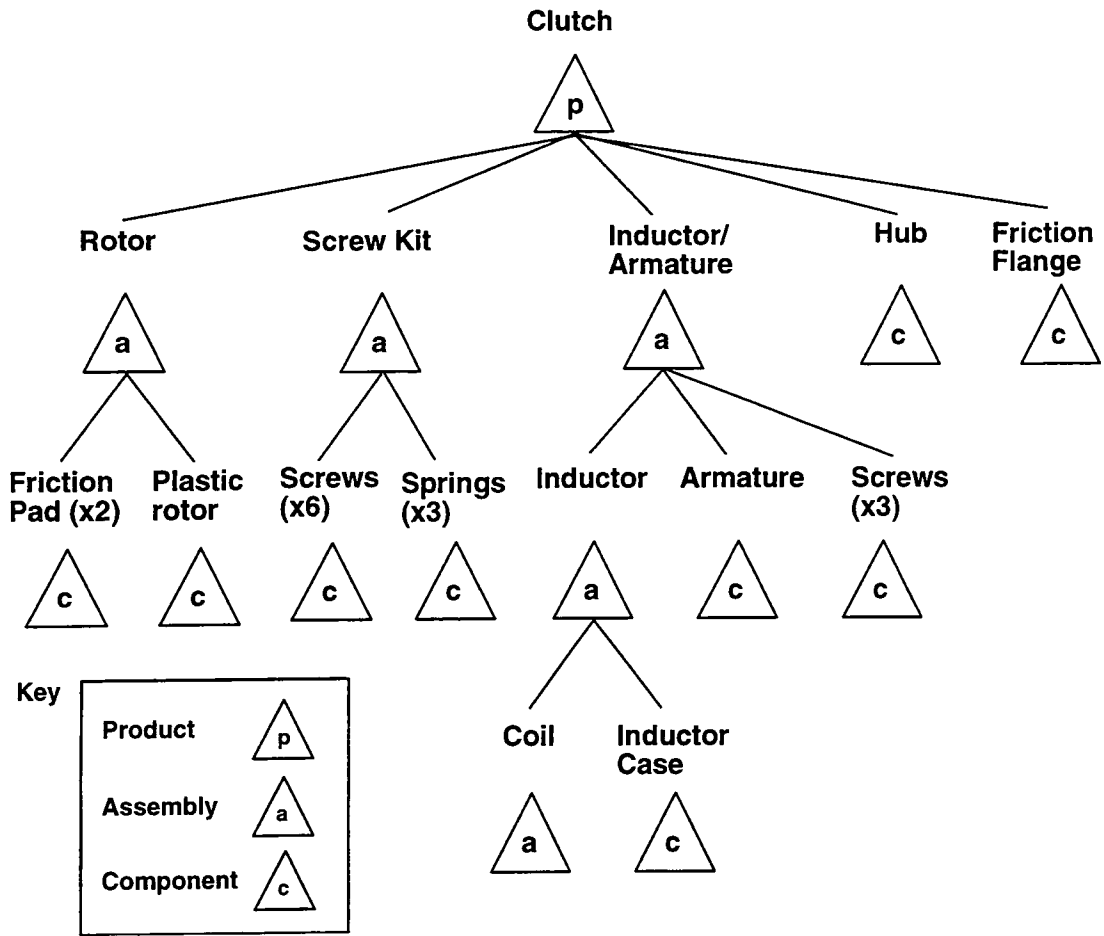 Clutch
p
Rotor
Screw Kit
Inductor/
Armature
Hub
Friction
Flange
a
a
a
c
c
Friction
Pad (x2)
Plastic
rotor
Screws
(x6)
Springs
(x3)
Inductor
Armature
Screws
(x3)
c
c
c
c
a
c
c
Key
Product
p
Assembly
a
Component
c
Coil
Inductor
Case
a
c